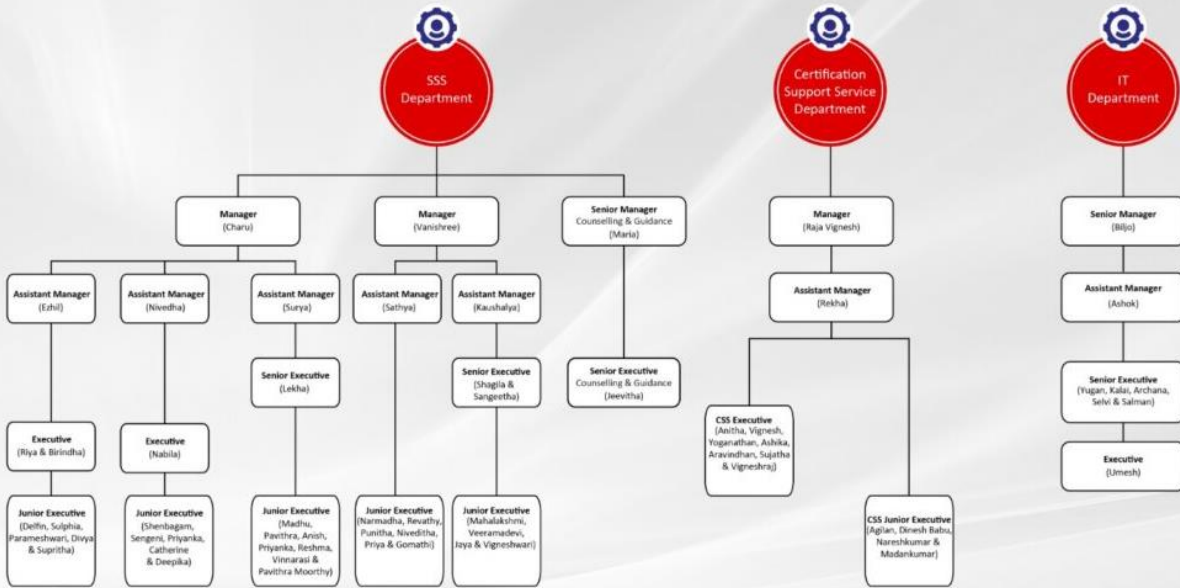 SSS
Department
Certification
Support Service
Department
IT
Department
Manager
(Charu)
Manager
(Vanishree)
Senior Manager
Counselling & Guidance
(Maria)
Manager
(Raja Vignesh)
Senior Manager
(Biljo)
Assistant Manager
(Ezhil)
Assistant Manager
(Nivedha)
Assistant Manager
(Surya)
Assistant Manager
(Sathya)
Assistant Manager
(Kaushalya)
Assistant Manager
(Rekha)
Assistant Manager
(Ashok)
Senior Executive
(Lekha)
Senior Executive
(Shagila &
Sangeetha)
Senior Executive
Counselling & Guidance
(Jeevitha)
Senior Executive
(Yugan, Kalai, Archana,
Selvi & Salman)
Executive
(Riya & Birindha)
Executive
(Nabila)
CSS Executive
(Anitha, Vignesh,
Yoganathan, Ashika,
Aravindhan, Sujatha
& Vigneshraj)
Executive
(Umesh)
Junior Executive
(Delfin, Sulphia,
Parameshwari, Divya
& Supritha)
Junior Executive
(Shenbagam,
Sengeni, Priyanka,
Catherine
& Deepika)
Junior Executive
(Madhu,
Pavithra, Anish,
Priyanka, Reshma,
Vinnarasi &
Pavithra Moorthy)
Junior Executive
(Narmadha, Revathy,
Punitha, Niveditha,
Priya & Gomathi)
Junior Executive
(Mahalakshmi,
Veeramadevi,
Jaya & Vigneshwari)
CSS Junior Executive
(Agilan, Dinesh Babu,
Nareshkumar &
Madankumar)